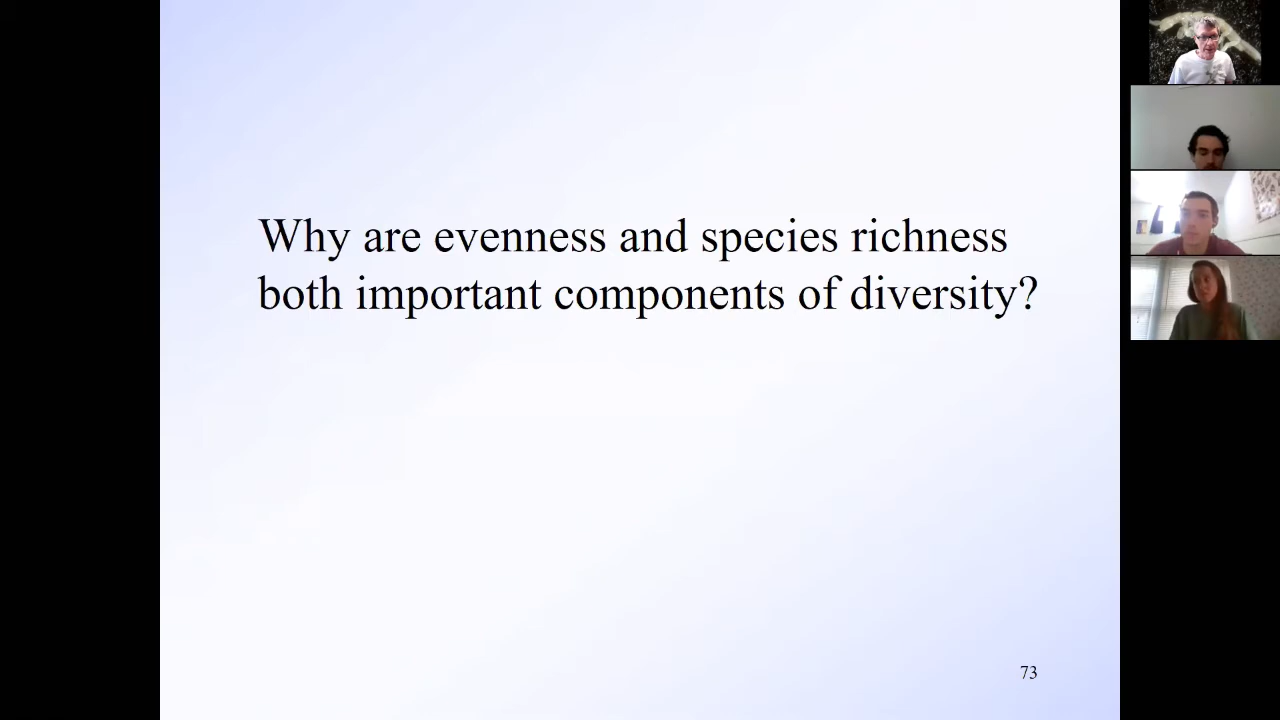 Why are evenness and species richness
both important components of diversity?
73